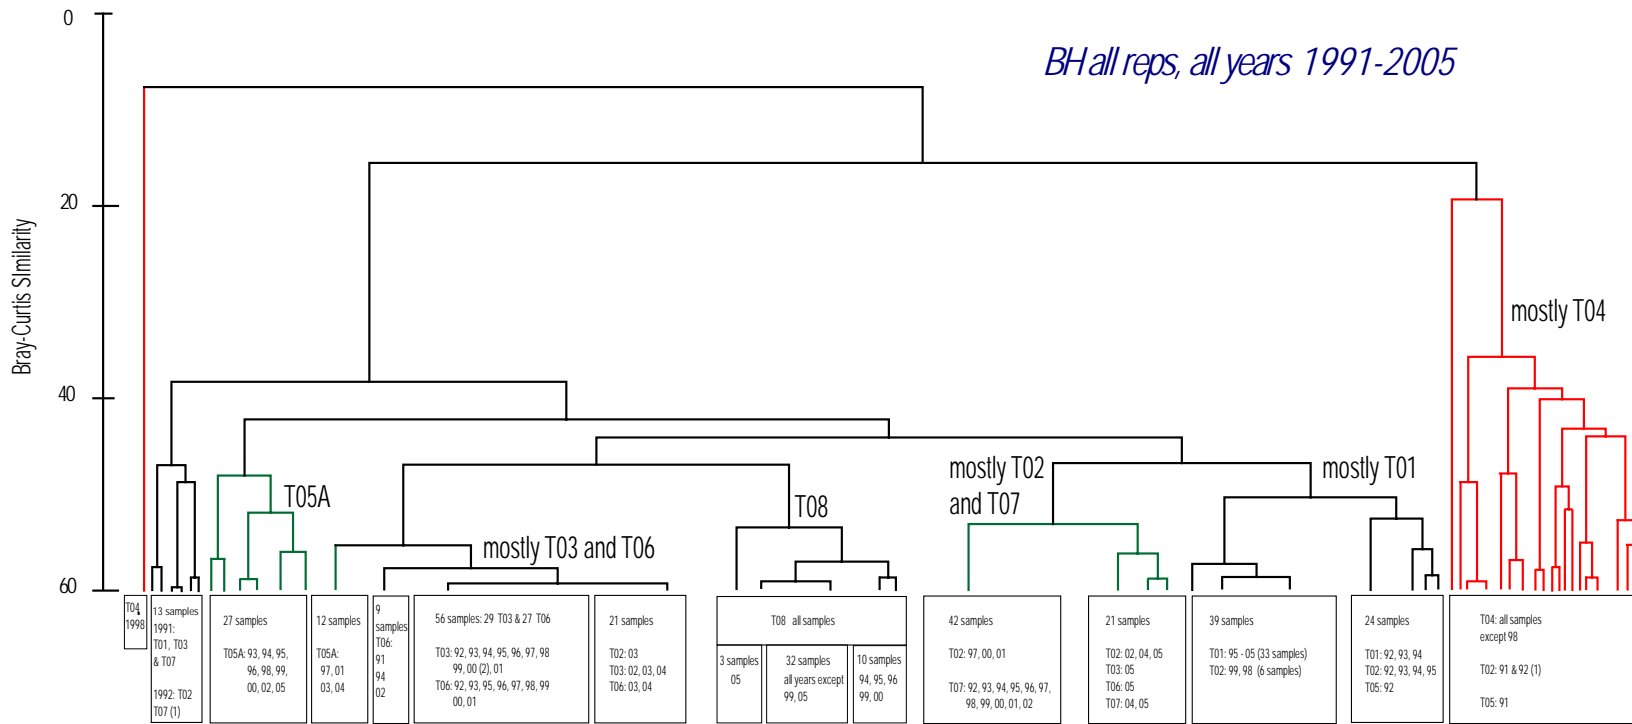 BH all reps, all years 1991-2005
Bray-Curtis SImilarity
0
20
40
60
mostly T04
T05A
mostly T03 and T06
T08
mostly T02
and T07
mostly T01
T04
1998
13 samples
1991:
T01, T03
& T07
1992: T02
T07 (1)
27 samples
T05A: 93, 94, 95,
96, 98, 99,
00, 02, 05
12 samples
T05A:
97, 01
03, 04
9
samples
T06:
91
94
02
56 samples: 29 T03 & 27 T06
T03: 92, 93, 94, 95, 96, 97, 98
99, 00 (2), 01
T06: 92, 93, 95, 96, 97, 98, 99
00, 01
21 samples
T02: 03
T03: 02, 03, 04
T06: 03, 04
T08 all samples
3 samples
05
32 samples
all years except
99, 05
10 samples
94, 95, 96
99, 00
42 samples
T02: 97, 00, 01
T07: 92, 93, 94, 95, 96, 97,
98, 99, 00, 01, 02
21 samples
T02: 02, 04, 05
T03: 05
T06: 05
T07: 04, 05
39 samples
T01: 95 - 05 (33 samples)
T02: 99, 98 (6 samples)
24 samples
T01: 92, 93, 94
T02: 92, 93, 94, 95
T05: 92
T04: all samples
except 98
T02: 91 & 92 (1)
T05: 91